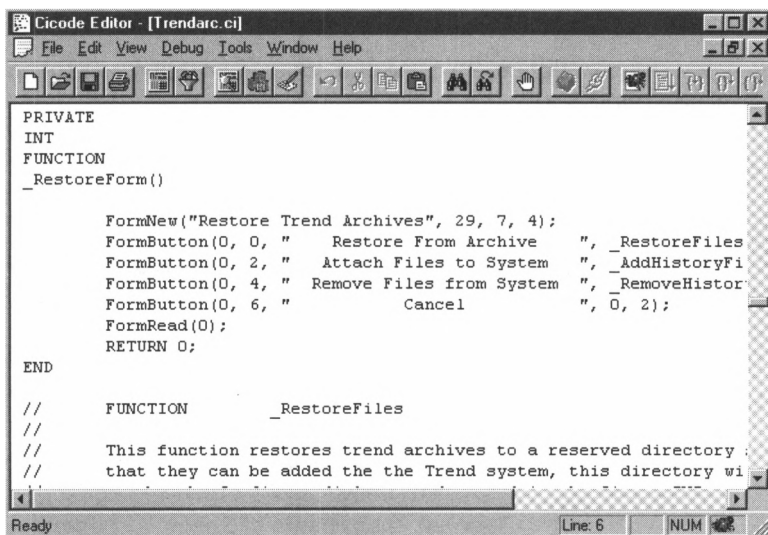 Cicode Editor - [Trendarc.ci]
File Edit View Debug Tools Window Help
PRIVATE
INT
FUNCTION
_RestoreForm()
FormNew("Restore Trend Archives", 29, 7, 4);
FormButton(0, 0, "     Restore From Archive     ", _RestoreFiles
FormButton(0, 2, "    Attach Files to System    ", _AddHistoryFi
FormButton(0, 4, "   Remove Files from System   ", _RemoveHistor
FormButton(0, 6, "            Cancel            ", 0, 2);
FormRead(0);
RETURN 0;
END
//      FUNCTION        _RestoreFiles
//
//      This function restores trend archives to a reserved directory
//      that they can be added the the Trend system, this directory wi
Ready Line: 6 NUM